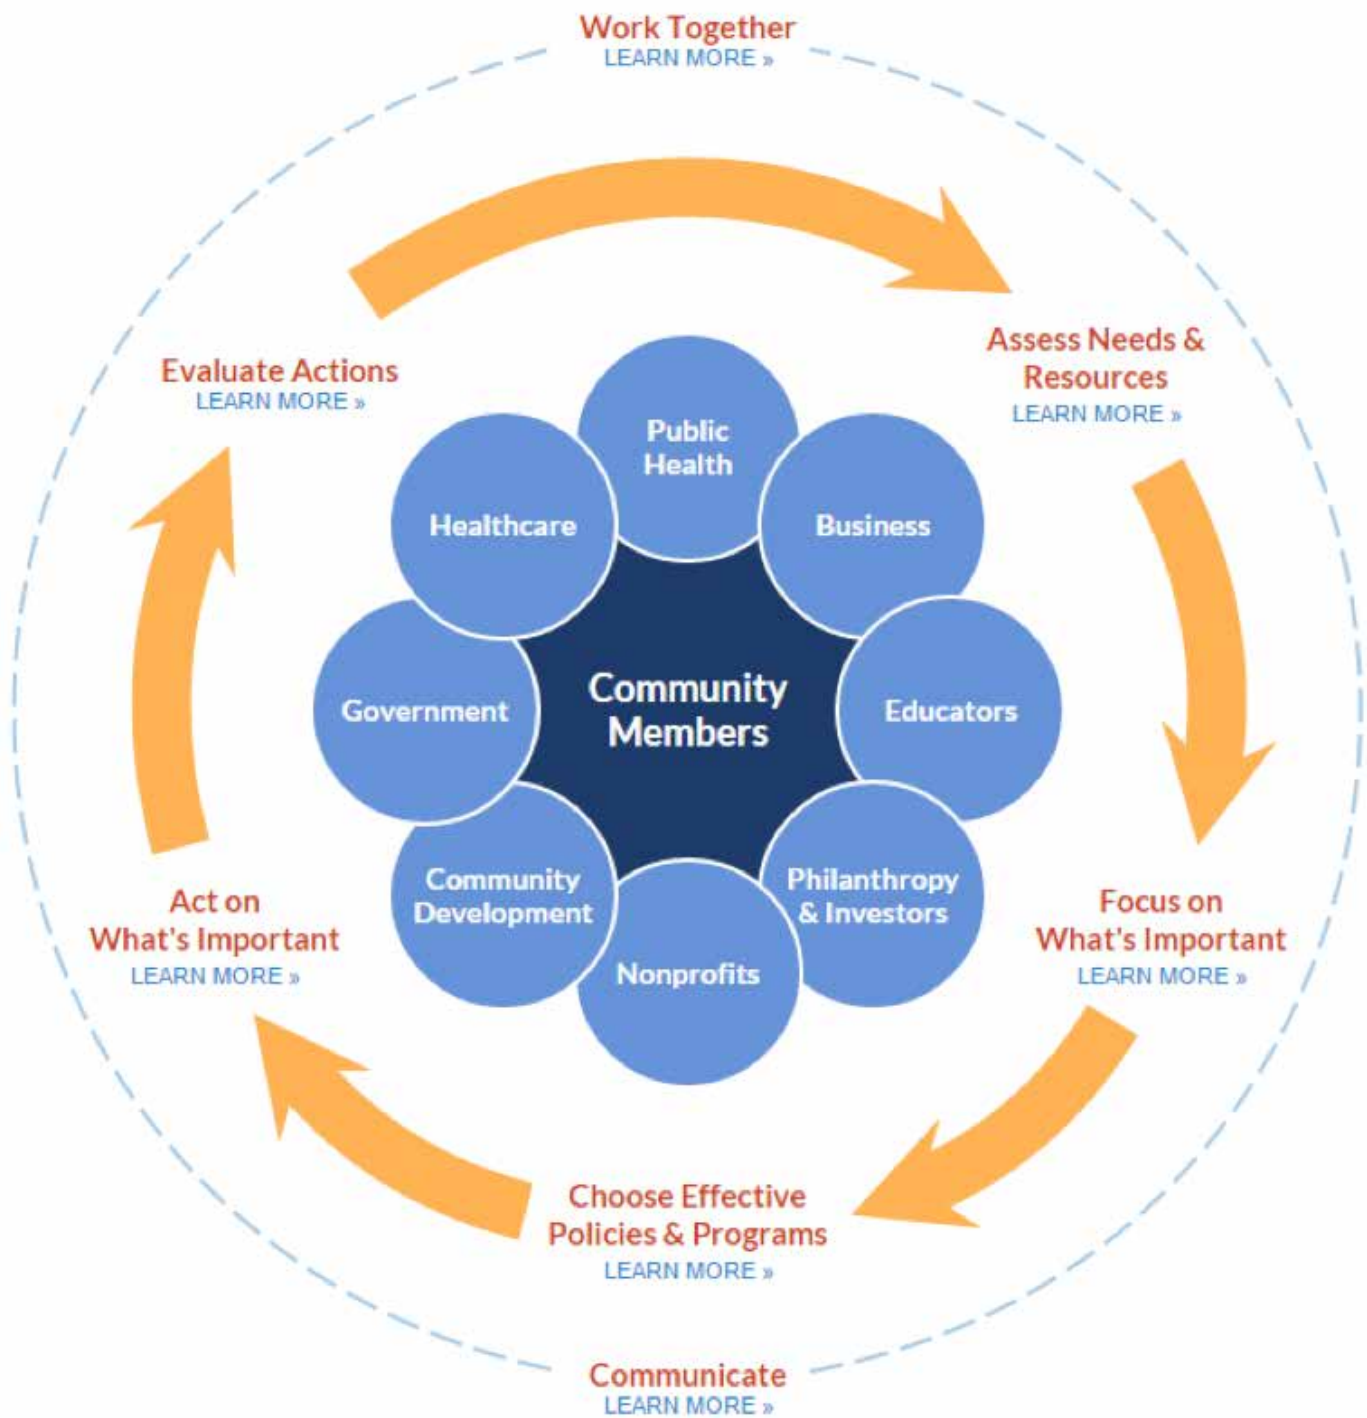 Work Together
LEARN MORE »
Assess Needs &
Resources
LEARN MORE »
Focus on
What's Important
LEARN MORE »
Choose Effective
Policies & Programs
LEARN MORE »
Act on
What's Important
LEARN MORE »
Evaluate Actions
LEARN MORE »
Communicate
LEARN MORE »
Public
Health
Business
Educators
Philanthropy
& Investors
Nonprofits
Community
Development
Government
Healthcare
Community
Members